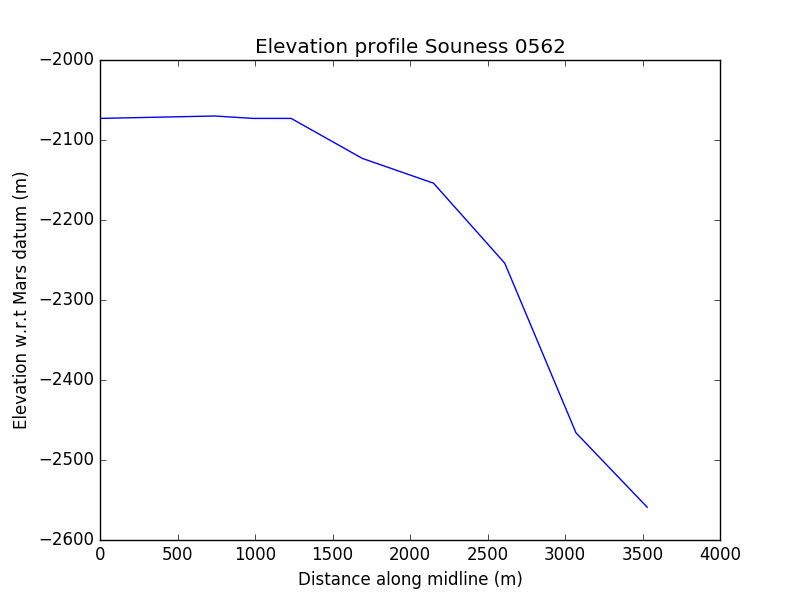 Elevation profile Souness 0562
−2000
−2100
−2200
−2300
−2400
−2500
−2600
Elevation w.r.t Mars datum (m)
0 500 1000 1500 2000 2500 3000 3500 4000
Distance along midline (m)